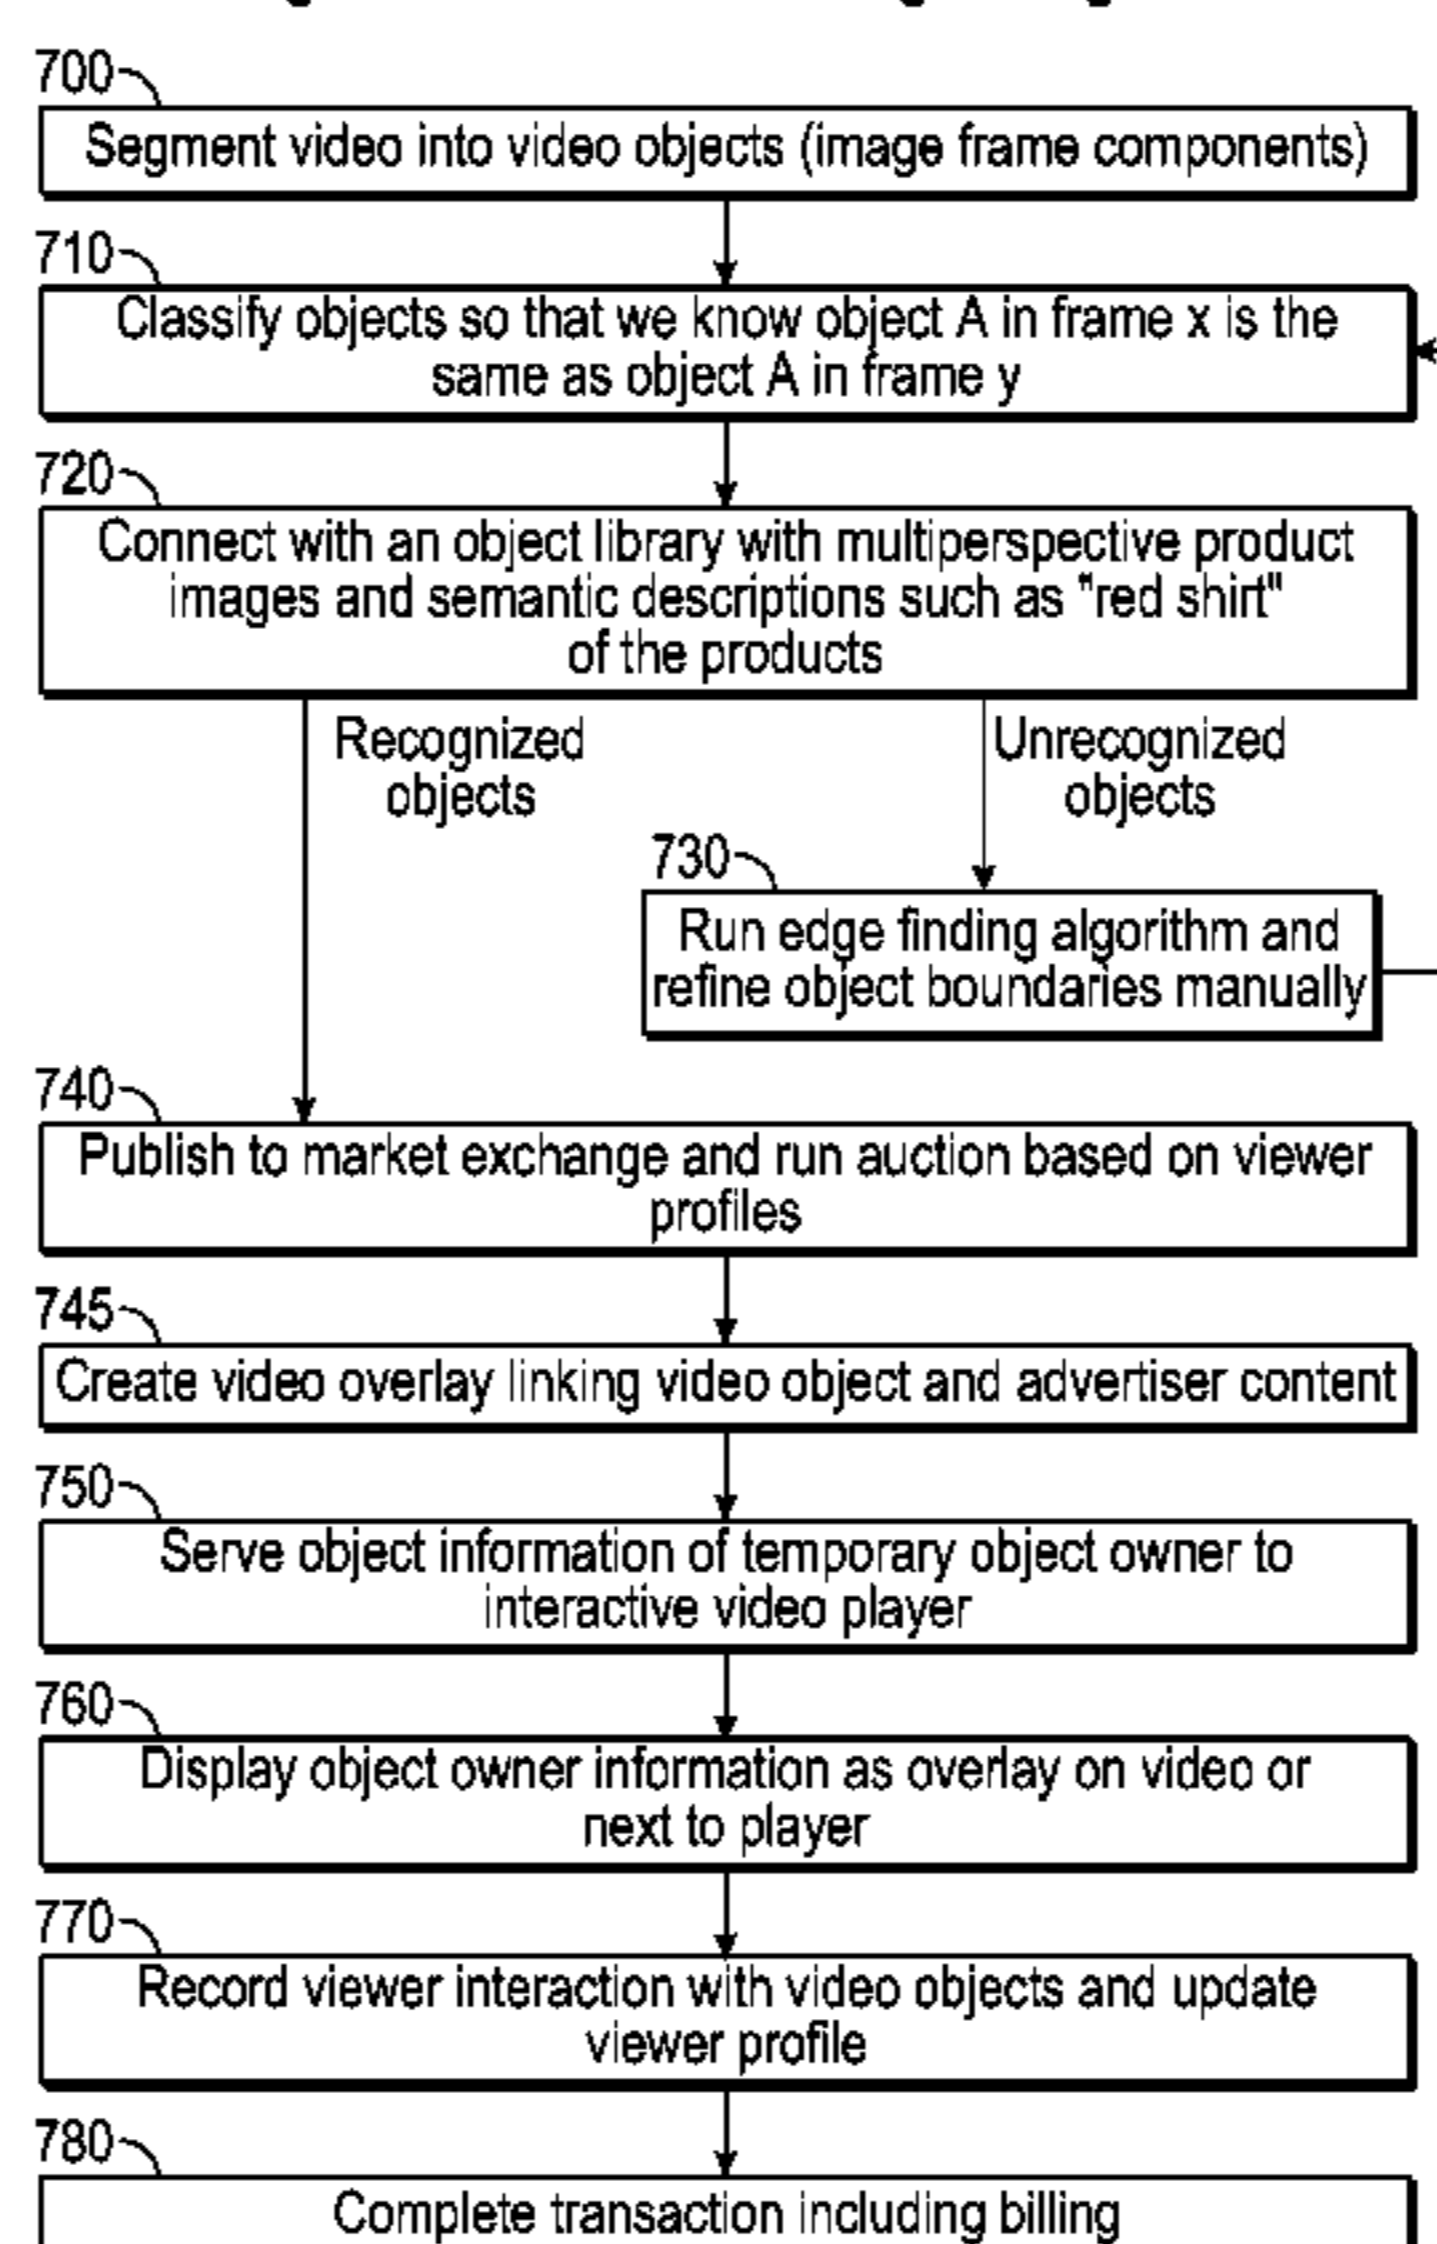 700
Segment video into video objects (image frame components)
710
Classify objects so that we know object A in frame x is the
same as object A in frame y
720
Connect with an object library with multiperspective product
images and semantic descriptions such as "red shirt"
of the products
Recognized
objects
Unrecognized
objects
730
Run edge finding algorithm and
refine object boundaries manually
740
Publish to market exchange and run auction based on viewer
profiles
745
Create video overlay linking video object and advertiser content
750
Serve object information of temporary object owner to
interactive video player
760
Display object owner information as overlay on video or
next to player
770
Record viewer interaction with video objects and update
viewer profile
780
Complete transaction including billing